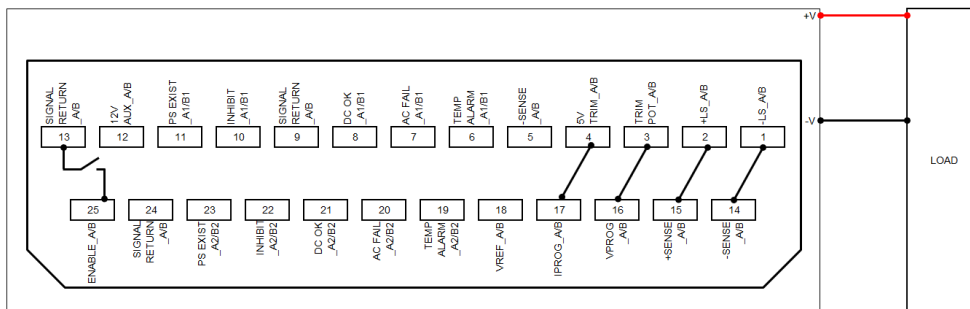 +V
SIGNAL
RETURN
_A/B
12V
AUX_A/B
PS EXIST
_A1/B1
INHIBIT
_A1/B1
SIGNAL
RETURN
_A/B
DC OK
_A1/B1
AC FAIL
_A1/B1
TEMP
ALARM
_A1/B1
-SENSE
_A/B
5V
TRIM_A/B
TRIM
POT_A/B
+LS_A/B
-LS_A/B
-V
13
12
11
10
9
8
7
6
5
4
3
2
1
LOAD
25
24
23
22
21
20
19
18
17
16
15
14
ENABLE_A/B
SIGNAL
RETURN
_A/B
PS EXIST
_A2/B2
INHIBIT
_A2/B2
DC OK
_A2/B2
AC FAIL
_A2/B2
TEMP
ALARM
_A2/B2
VREF_A/B
IPROG_A/B
VPROG
_A/B
+SENSE
_A/B
-SENSE
_A/B